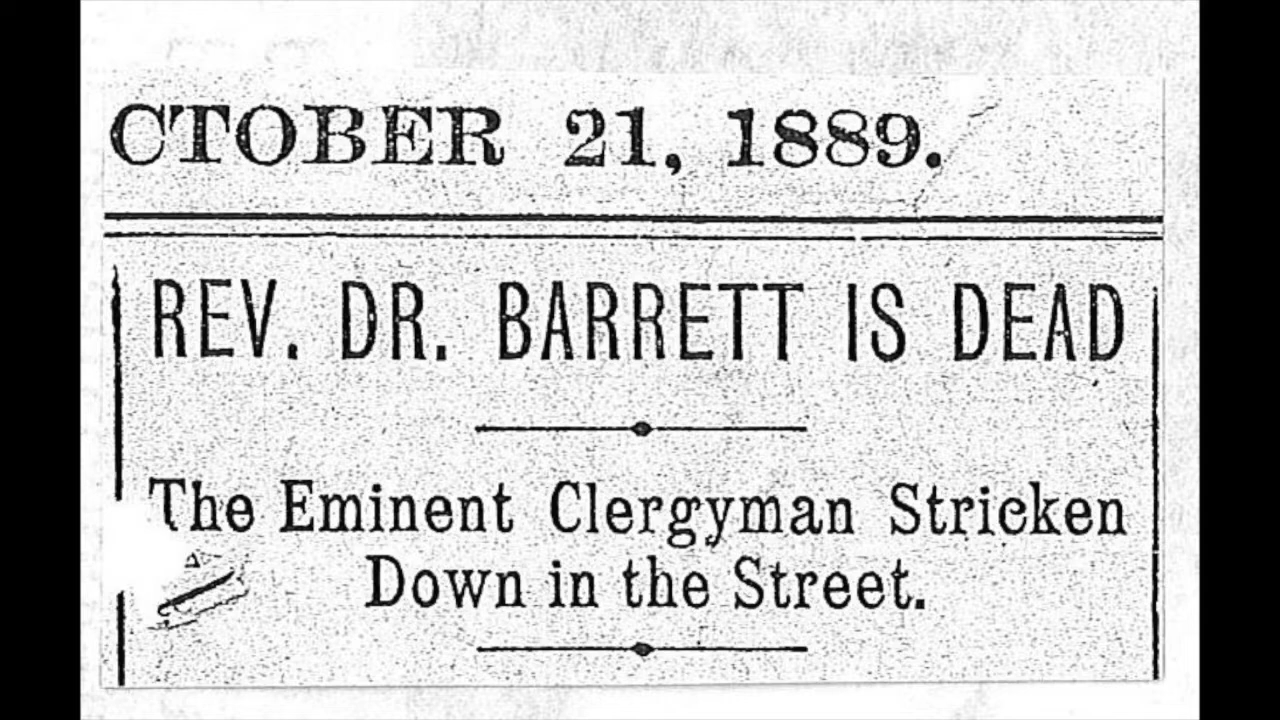 CTOBER 21, 1889.
REV. DR. BARRETT IS DEAD
The Eminent Clergyman Stricken
Down in the Street.